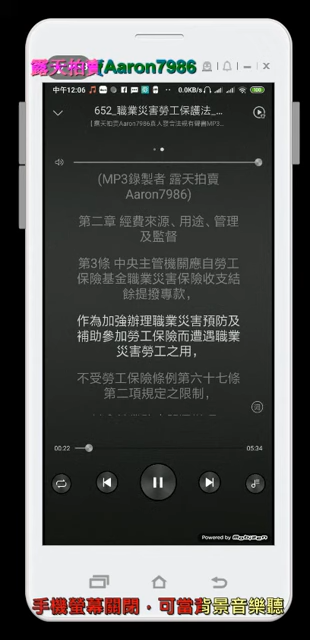 露天拍賣Aaron7986
中午12:06
0.0KB/s
652_職業災害勞工保護法_...
(MP3錄製者 露天拍賣
Aaron7986)
第二章 經費來源、用途、管理
及監督
第3條 中央主管機關應自勞工
保險基金職業災害保險收支結
餘提撥專款，
作為加強辦理職業災害預防及
補助參加勞工保險而遭遇職業
災害勞工之用，
不受勞工保險條例第六十七條
第二項規定之限制，
00:22
05:34
Powered by
手機螢幕關閉，可當背景音樂聽